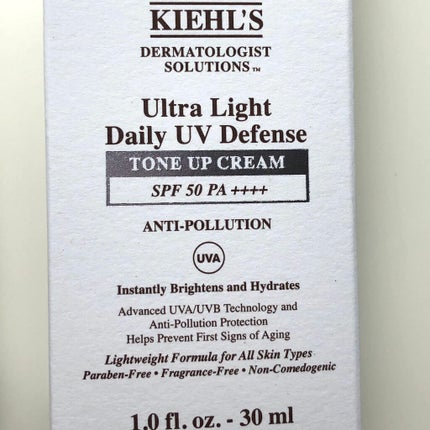 KIEHL'S
DERMATOLOGIST
SOLUTIONS™
Ultra Light
Daily UV Defense
TONE UP CREAM
SPF 50 PA ++++
ANTI-POLLUTION
UVA
Instantly Brightens and Hydrates
Advanced UVA/UVB Technology and
Anti-Pollution Protection
Helps Prevent First Signs of Aging
Lightweight Formula for All Skin Types
Paraben-Free • Fragrance-Free • Non-Comedogenic
1.0 fl. oz. - 30 ml